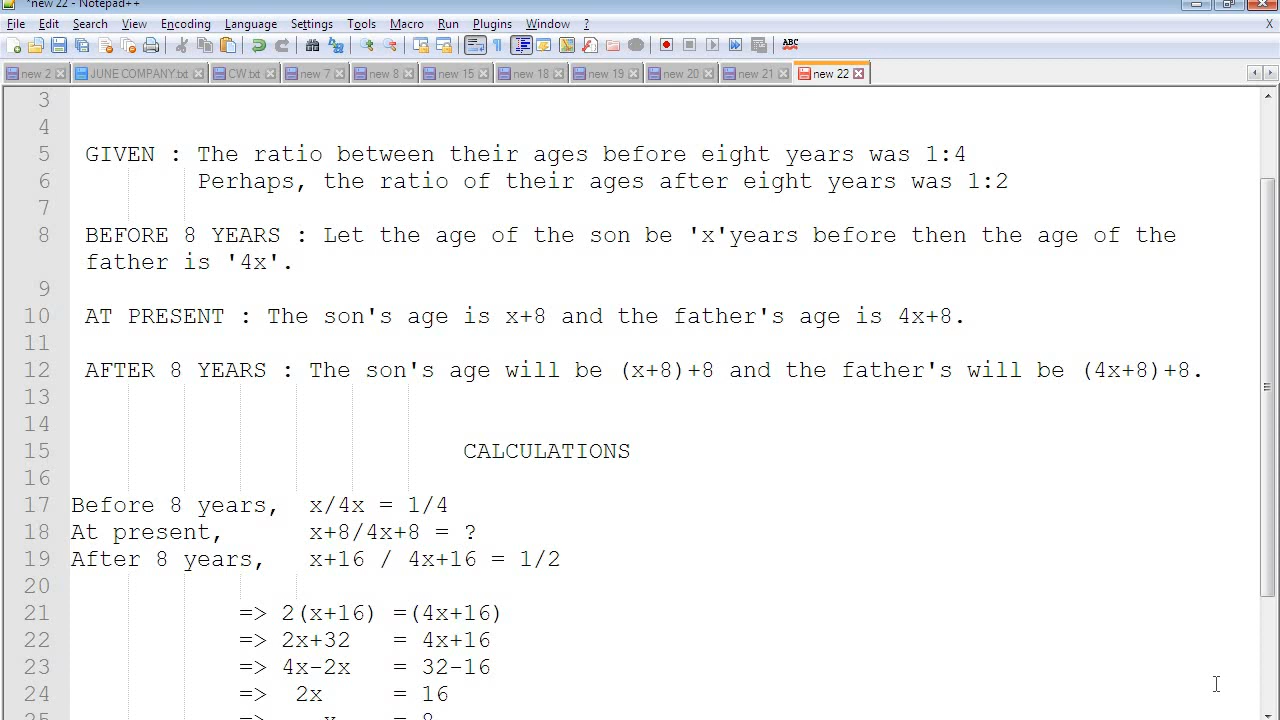 *new 22 - Notepad++
File Edit Search View Encoding Language Settings Tools Macro Run Plugins Window ? X
ABC
new 2 JUNE COMPANY.txt CW.txt new 7 new 8 new 15 new 18 new 19 new 20 new 21 new 22
3
4
5 GIVEN : The ratio between their ages before eight years was 1:4
6 Perhaps, the ratio of their ages after eight years was 1:2
7
8 BEFORE 8 YEARS : Let the age of the son be 'x'years before then the age of the
father is '4x'.
9
10 AT PRESENT : The son's age is x+8 and the father's age is 4x+8.
11
12 AFTER 8 YEARS : The son's age will be (x+8)+8 and the father's will be (4x+8)+8.
13
14
15 CALCULATIONS
16
17 Before 8 years, x/4x = 1/4
18 At present, x+8/4x+8 = ?
19 After 8 years, x+16 / 4x+16 = 1/2
20
21 => 2(x+16) =(4x+16)
22 => 2x+32 = 4x+16
23 => 4x-2x = 32-16
24 => 2x = 16
25 => x = 8